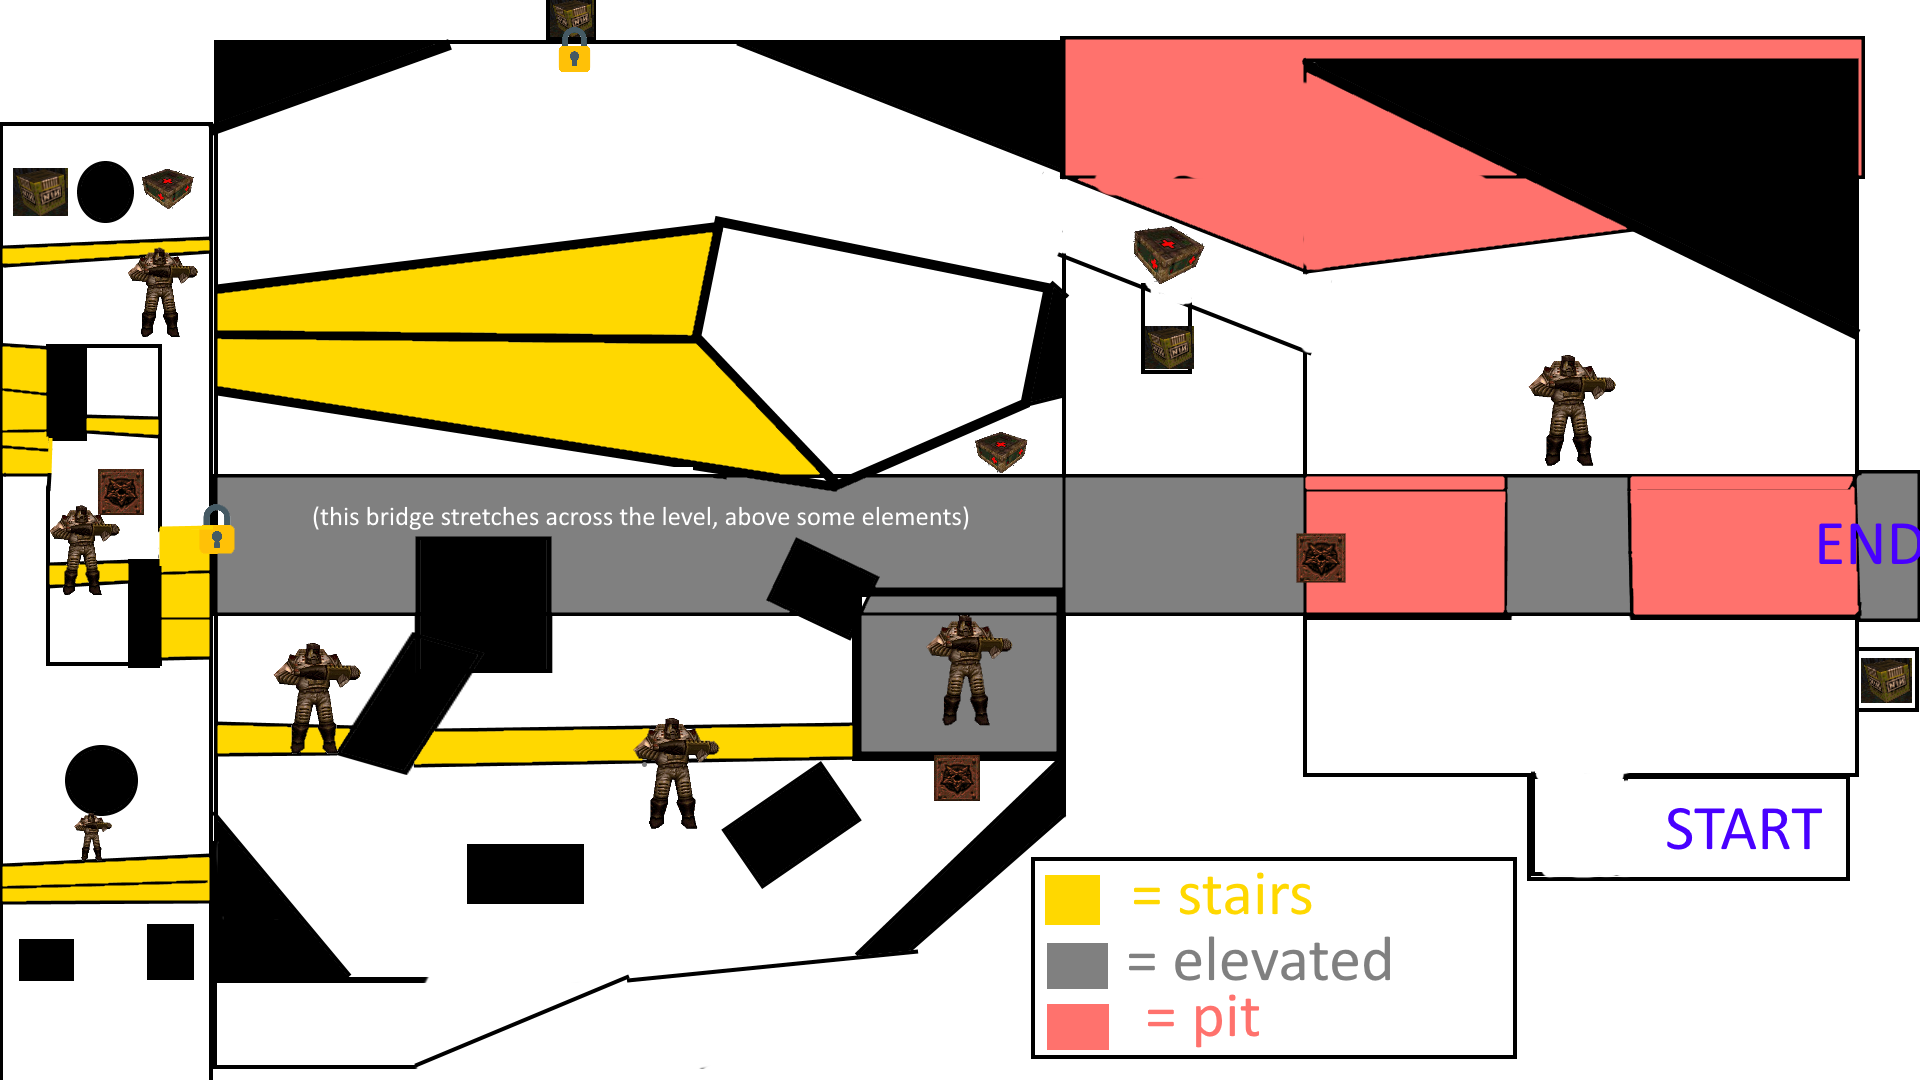 (this bridge stretches across the level, above some elements)
END
START
= stairs
= elevated
= pit